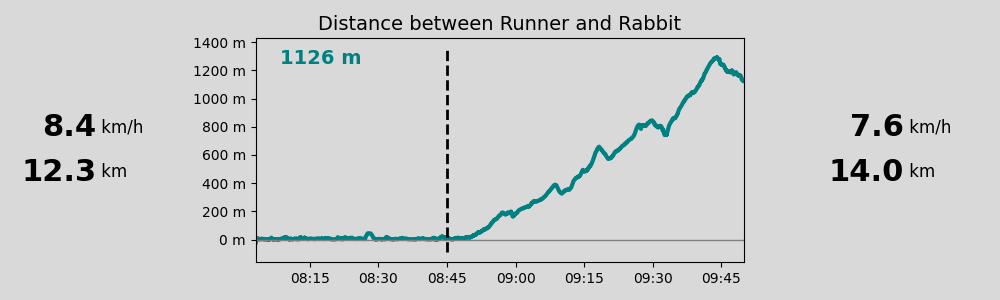 Distance between Runner and Rabbit
1400 m
1126 m
1200 m
1000 m
8.4 km/h
800 m
7.6 km/h
12.3 km
600 m
14.0 km
400 m
200 m
0 m
08:15 08:30 08:45 09:00 09:15 09:30 09:45